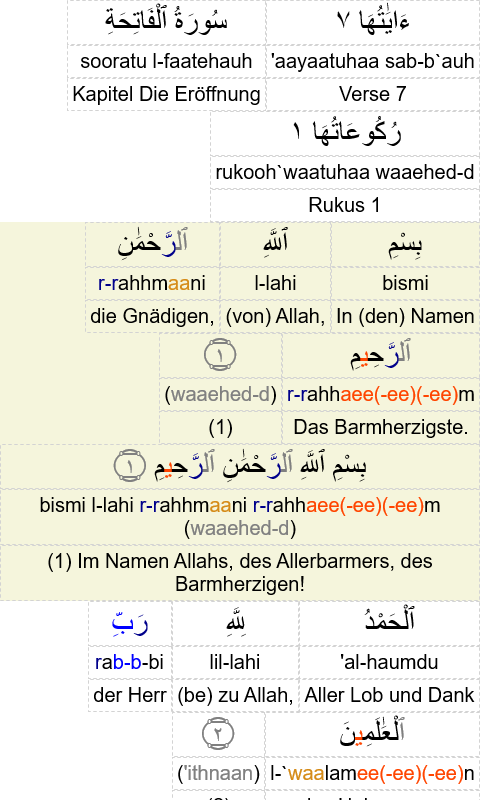 ءَايَٰتُهَا ٧ سُورَةُ ٱلْفَاتِحَةِ
'aayaatuhaa sab-b`auh sooratu l-faatehauh
Verse 7 Kapitel Die Eröffnung
رُكُوعَاتُهَا ١
rukooh`waatuhaa waaehed-d
Rukus 1
بِسْمِ ٱللَّهِ ٱلرَّحْمَٰنِ
bismi l-lahi r-rahhmaani
In (den) Namen (von) Allah, die Gnädigen,
ٱلرَّحِيمِ ١
r-rahhaee(-ee)(-ee)m (waaehed-d)
Das Barmherzigste. (1)
بِسْمِ ٱللَّهِ ٱلرَّحْمَٰنِ ٱلرَّحِيمِ ١
bismi l-lahi r-rahhmaani r-rahhaee(-ee)(-ee)m
(waaehed-d)
(1) Im Namen Allahs, des Allerbarmers, des
Barmherzigen!
ٱلْحَمْدُ لِلَّهِ رَبِّ
'al-haumdu lil-lahi rab-b-bi
Aller Lob und Dank (be) zu Allah, der Herr
ٱلْعَٰلَمِينَ ٢
l-`waalamee(-ee)(-ee)n ('ithnaan)